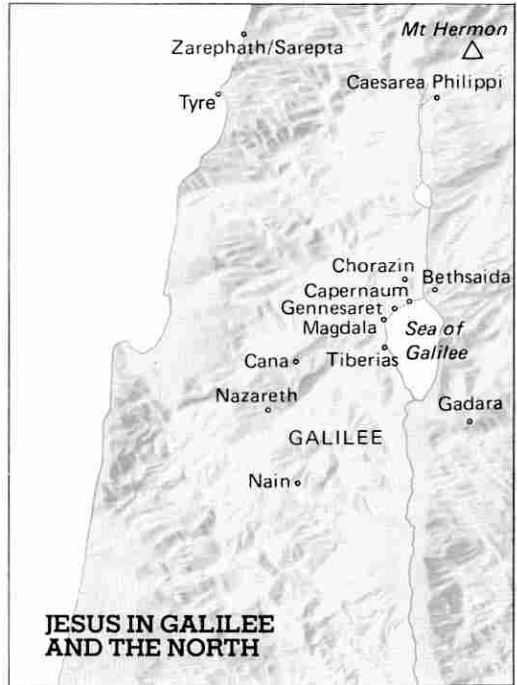 Mt Hermon
Zarephath/Sarepta
Caesarea Philippi
Tyre
Chorazin
Bethsaida
Capernaum
Gennesaret
Magdala
Sea of
Galilee
Tiberias
Cana
Nazareth
Gadara
GALILEE
Nain
JESUS IN GALILEE
AND THE NORTH